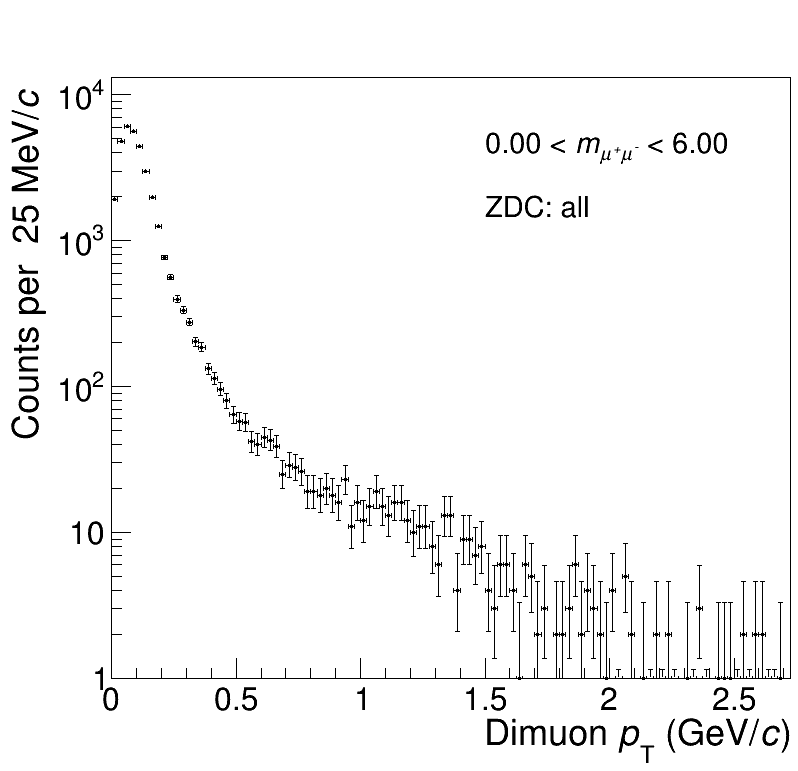 Counts per 25 MeV/c
10⁴
10³
10²
10
1
0.00 < m_μ⁺μ⁻ < 6.00
ZDC: all
0 0.5 1 1.5 2 2.5
Dimuon p_T (GeV/c)